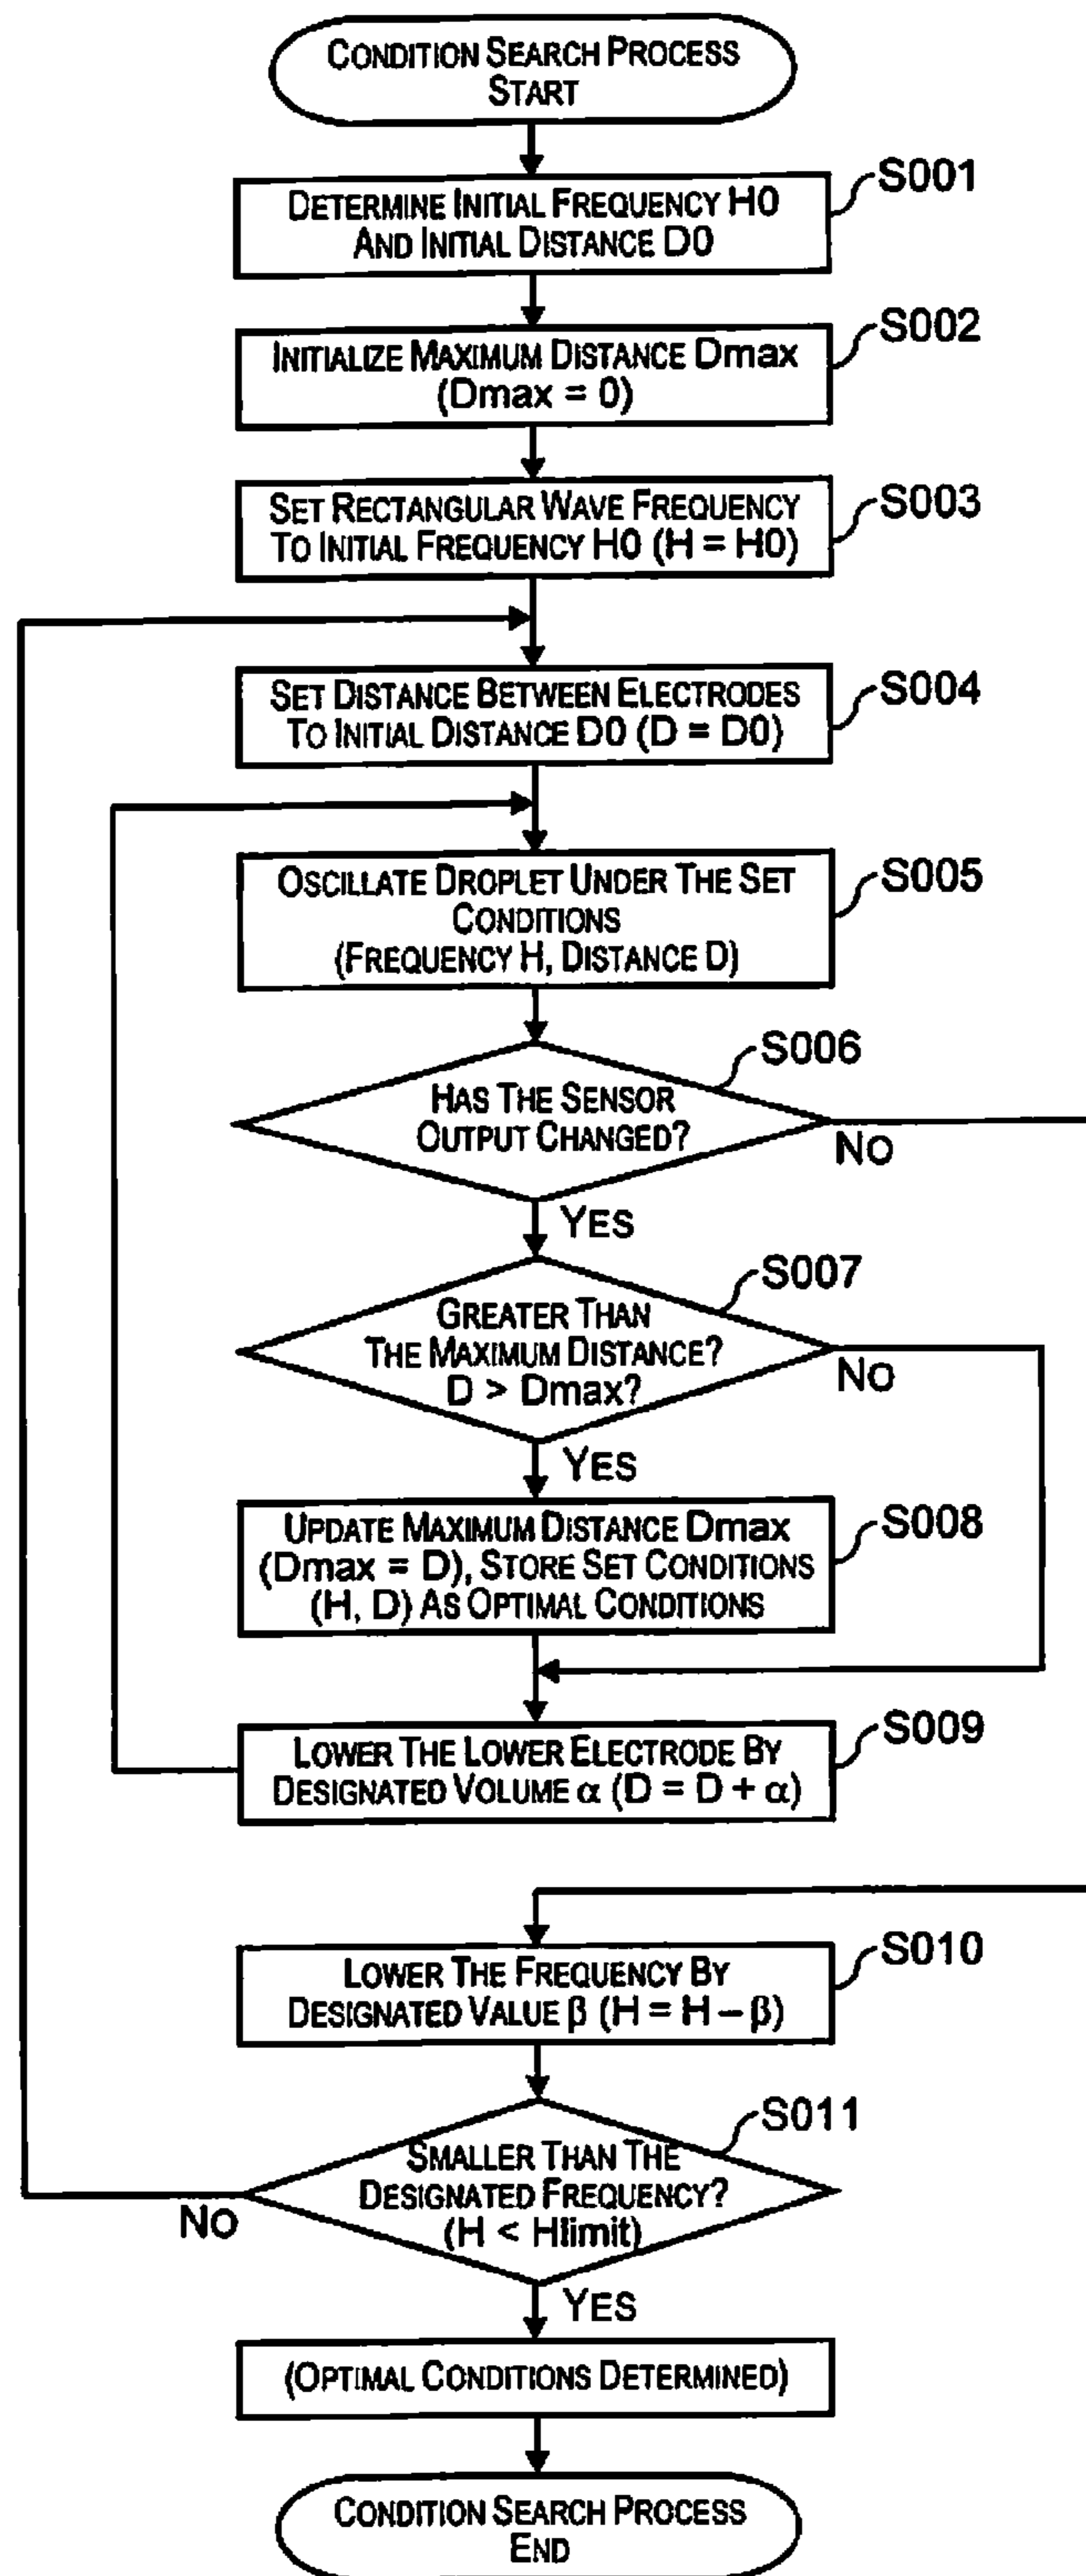 CONDITION SEARCH PROCESS
START
S001
DETERMINE INITIAL FREQUENCY H0
AND INITIAL DISTANCE D0
S002
INITIALIZE MAXIMUM DISTANCE Dmax
(Dmax = 0)
S003
SET RECTANGULAR WAVE FREQUENCY
TO INITIAL FREQUENCY H0 (H = H0)
S004
SET DISTANCE BETWEEN ELECTRODES
TO INITIAL DISTANCE D0 (D = D0)
S005
OSCILLATE DROPLET UNDER THE SET
CONDITIONS
(FREQUENCY H, DISTANCE D)
S006
HAS THE SENSOR
OUTPUT CHANGED?
NO
YES
S007
GREATER THAN
THE MAXIMUM DISTANCE?
D > Dmax?
NO
YES
S008
UPDATE MAXIMUM DISTANCE Dmax
(Dmax = D), STORE SET CONDITIONS
(H, D) AS OPTIMAL CONDITIONS
S009
LOWER THE LOWER ELECTRODE BY
DESIGNATED VOLUME α (D = D + α)
S010
LOWER THE FREQUENCY BY
DESIGNATED VALUE β (H = H – β)
S011
SMALLER THAN THE
DESIGNATED FREQUENCY?
(H < Hlimit)
NO
YES
(OPTIMAL CONDITIONS DETERMINED)
CONDITION SEARCH PROCESS
END